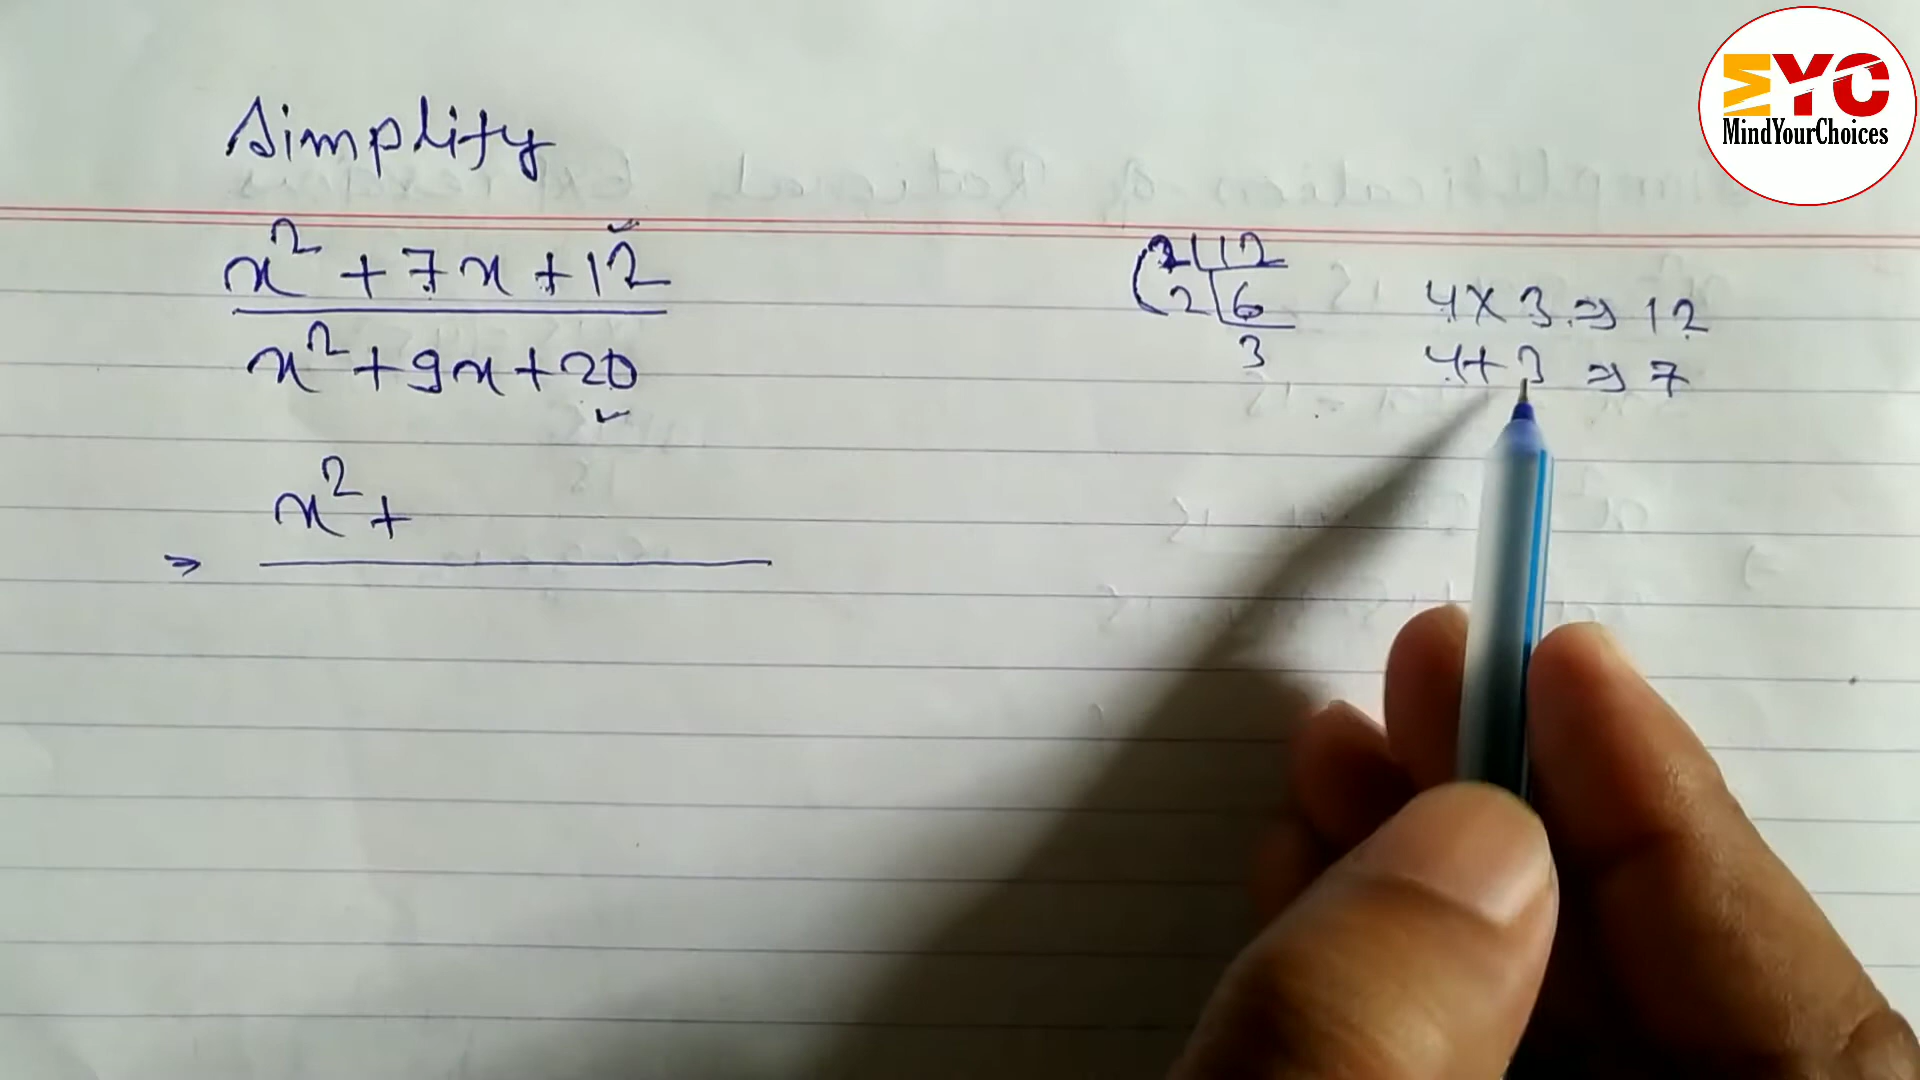 MYC
MindYourChoices
Simplify
x² + 7x + 12
x² + 9x + 20
⇒ x² +
2 | 12
2 | 6
3
4 × 3 ⇒ 12
4 + 3 ⇒ 7